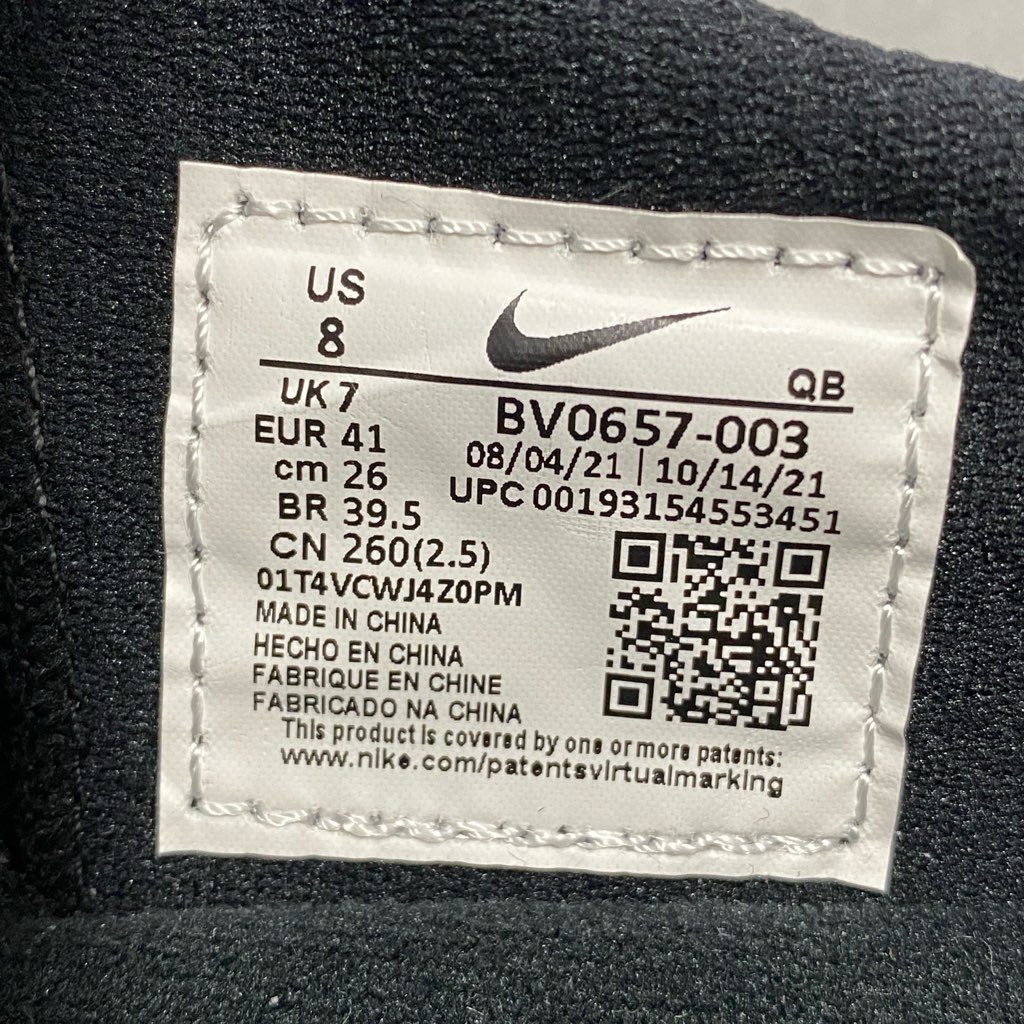 US
8
QB
UK 7
BV0657-003
EUR 41
08/04/21 | 10/14/21
cm 26
UPC 00193154553451
BR 39.5
CN 260(2.5)
01T4VCWJ4Z0PM
MADE IN CHINA
HECHO EN CHINA
FABRIQUE EN CHINE
FABRICADO NA CHINA
This product is covered by one or more patents:
www.nike.com/patentsvirtualmarking